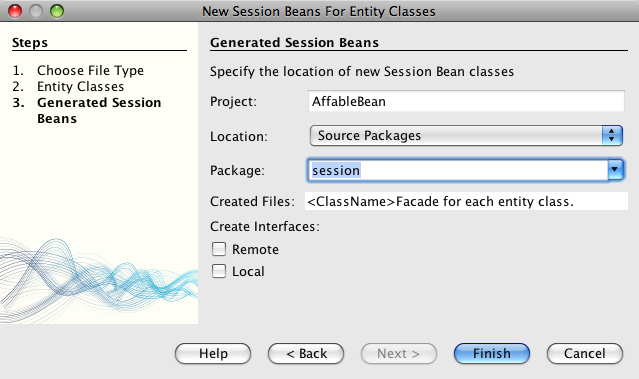 New Session Beans For Entity Classes
Steps
1. Choose File Type
2. Entity Classes
3. Generated Session
Beans
Generated Session Beans
Specify the location of new Session Bean classes
Project: AffableBean
Location: Source Packages
Package: session
Created Files: <ClassName>Facade for each entity class.
Create Interfaces:
Remote
Local
Help
< Back
Next >
Finish
Cancel